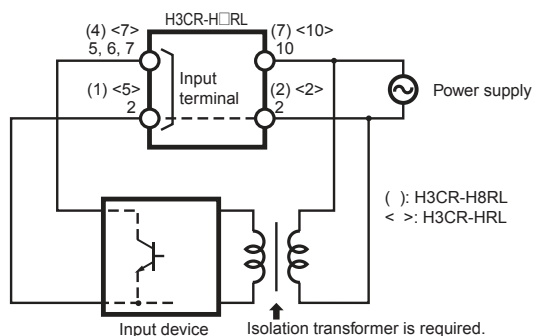 H3CR-H□RL
(4) <7>
5, 6, 7
(7) <10>
10
Input
terminal
(1) <5>
2
(2) <2>
2
Power supply
( ): H3CR-H8RL
< >: H3CR-HRL
Input device
Isolation transformer is required.